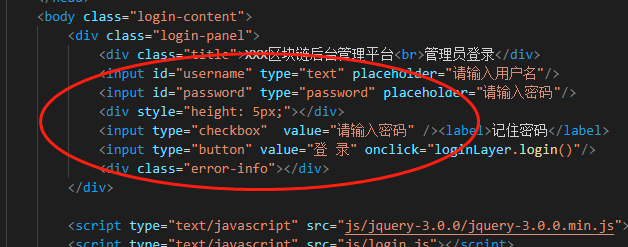 <body class="login-content">
<div class="login-panel">
<div class="title">XXX区块链后台管理平台<br>管理员登录</div>
<input id="username" type="text" placeholder="请输入用户名"/>
<input id="password" type="password" placeholder="请输入密码"/>
<div style="height: 5px;"></div>
<input type="checkbox"  value="请输入密码" /><label>记住密码</label>
<input type="button" value="登 录" onclick="loginLayer.login()"/>
<div class="error-info"></div>
</div>
<script type="text/javascript" src="js/jquery-3.0.0/jquery-3.0.0.min.js"
<script type="text/javascript" src="js/login.js"></script>